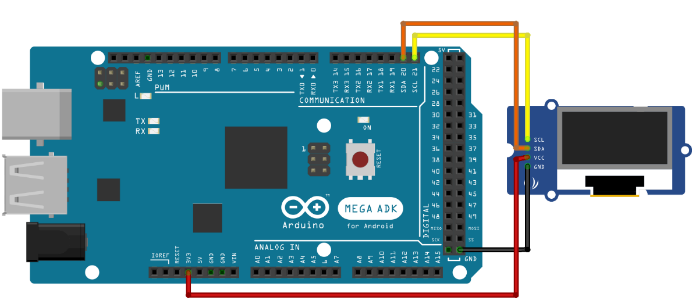 5V
AREF
GND
13
12
11
10
9
8
7
6
5
4
3
2
TX0 1
RX0 0
TX3 14
RX3 15
TX2 16
RX2 17
TX1 18
RX1 19
SDA 20
SCL 21
PWM
COMMUNICATION
L
TX
RX
ON
1
RESET
22
24
26
28
30 31
32 33
34 35
36 37
38 39
40 41
42 43
44 45
46 47
48 49
SCL
SDA
VCC
GND
Arduino
MEGA ADK
for Android
DIGITAL
ANALOG IN
IOREF
RESET
3V3
5V
GND
GND
VIN
A0
A1
A2
A3
A4
A5
6
A7
A8
A9
A10
A11
A12
A13
A14
A15
GND